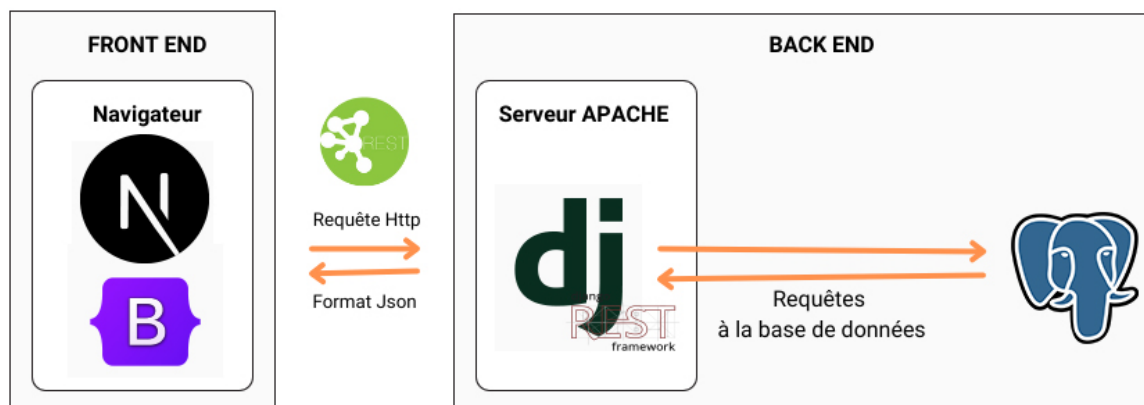 FRONT END
Navigateur
N
B
REST
Requête Http
Format Json
BACK END
Serveur APACHE
dj
REST
framework
Requêtes
à la base de données